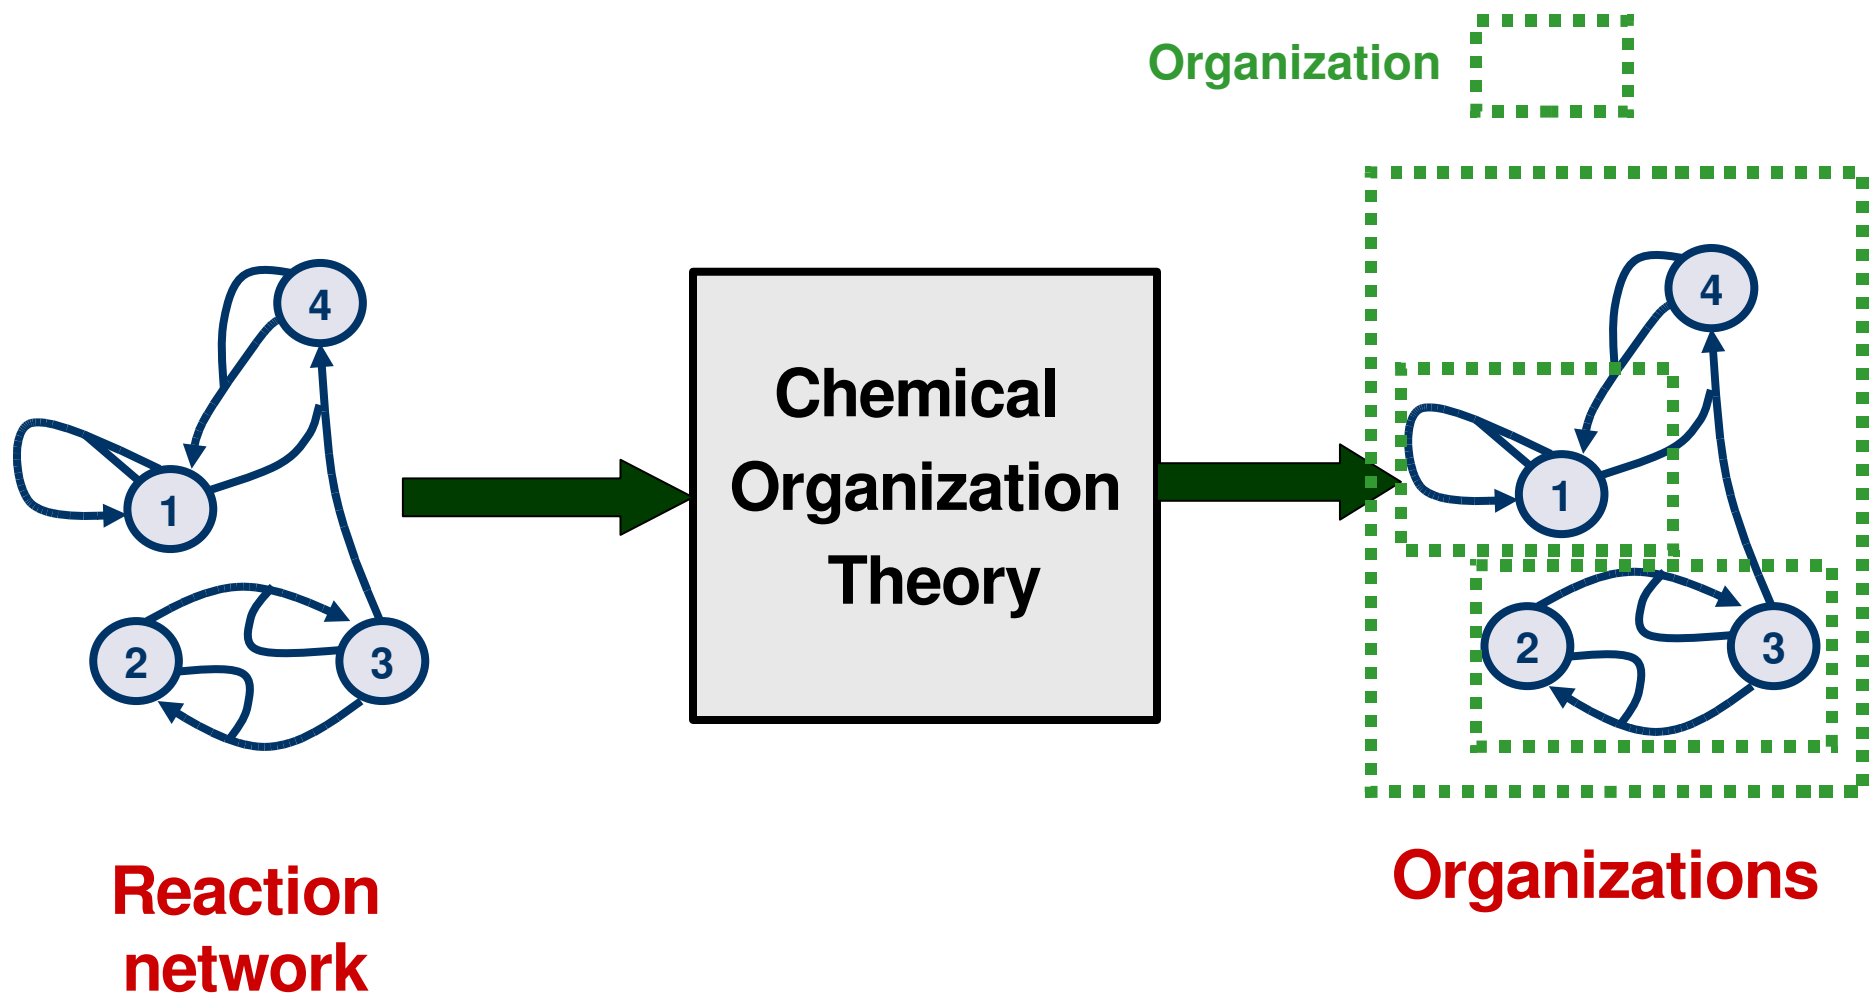 Organization
4
1
2
3
Chemical
Organization
Theory
4
1
2
3
Reaction
network
Organizations